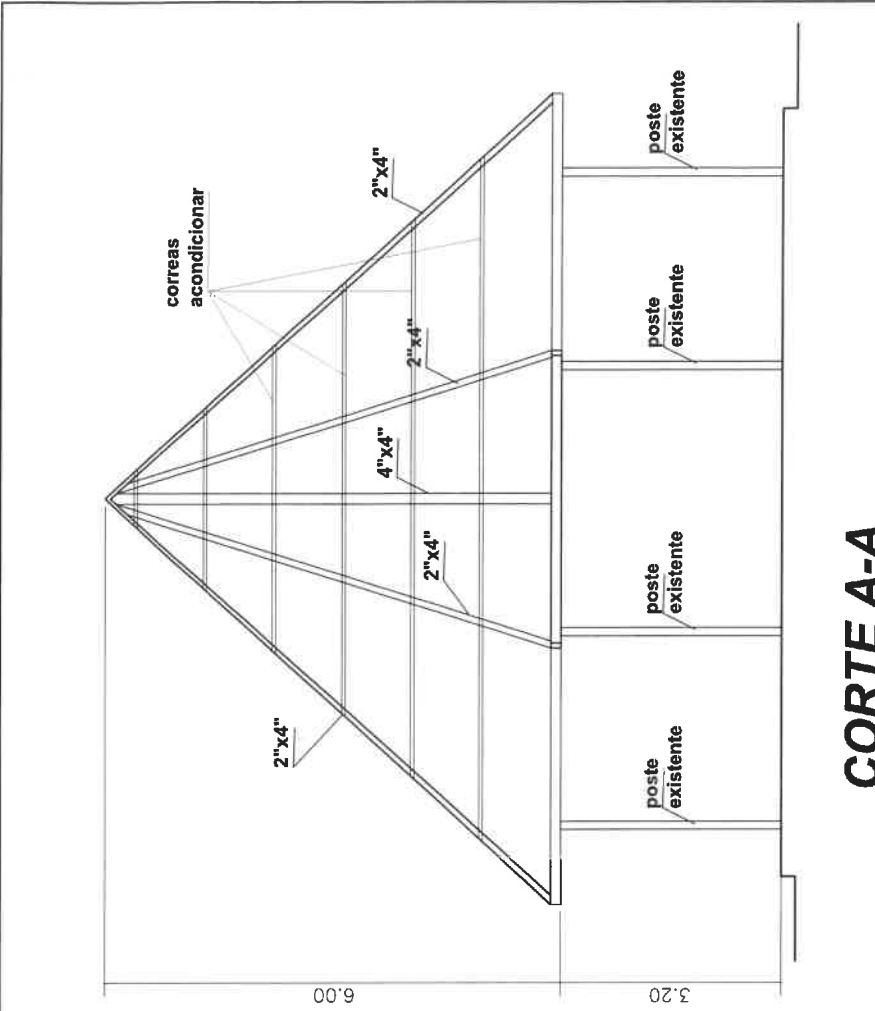 correas
acondicionar
2"x4"
2"x4"
4"x4"
2"x4"
2"x4"
poste
existente
poste
existente
poste
existente
poste
existente
6.00
3.20
CORTE A-A